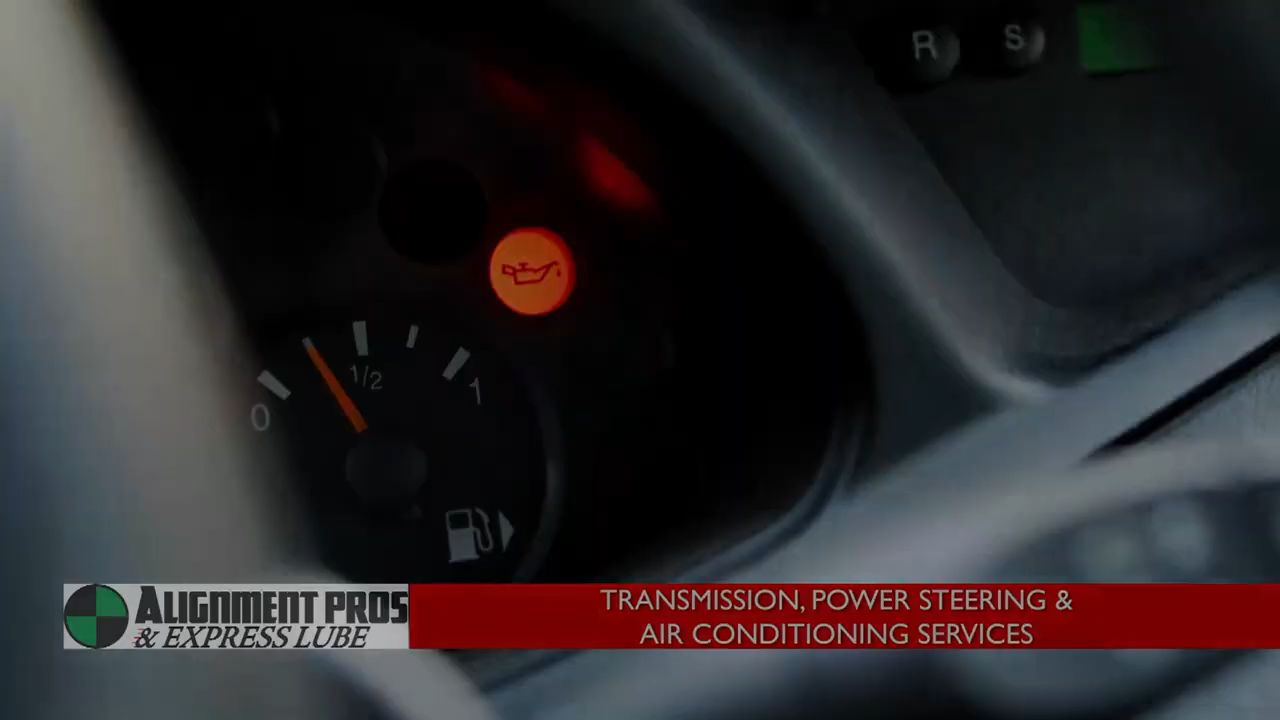 R S
1/2
0
1
ALIGNMENT PROS
& EXPRESS LUBE
TRANSMISSION, POWER STEERING &
AIR CONDITIONING SERVICES